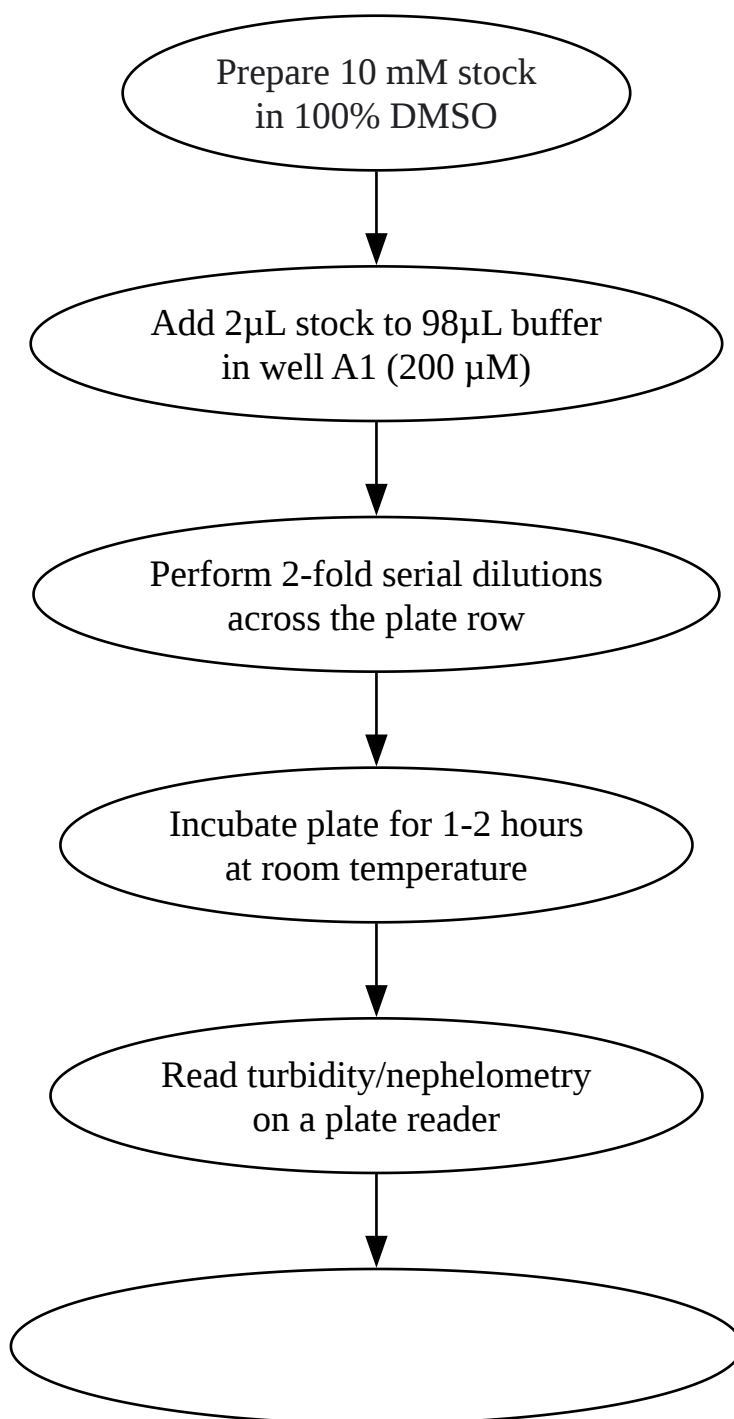 Prepare 10 mM stock
in 100% DMSO
Add 2µL stock to 98µL buffer
in well A1 (200 µM)
Perform 2-fold serial dilutions
across the plate row
Incubate plate for 1-2 hours
at room temperature
Read turbidity/nephelometry
on a plate reader